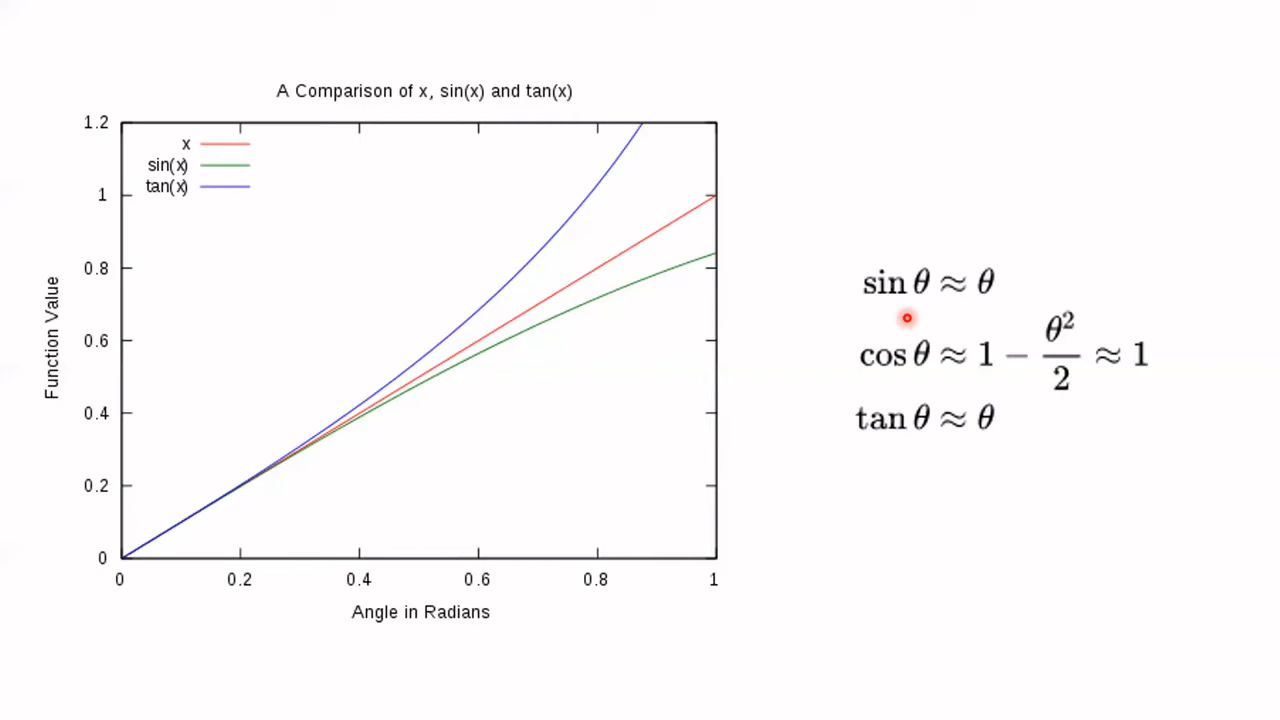 A Comparison of x, sin(x) and tan(x)
1.2
1
0.8
0.6
0.4
0.2
0
x
sin(x)
tan(x)
Function Value
0 0.2 0.4 0.6 0.8 1
Angle in Radians
sin θ ≈ θ
cos θ ≈ 1 − θ²/2 ≈ 1
tan θ ≈ θ